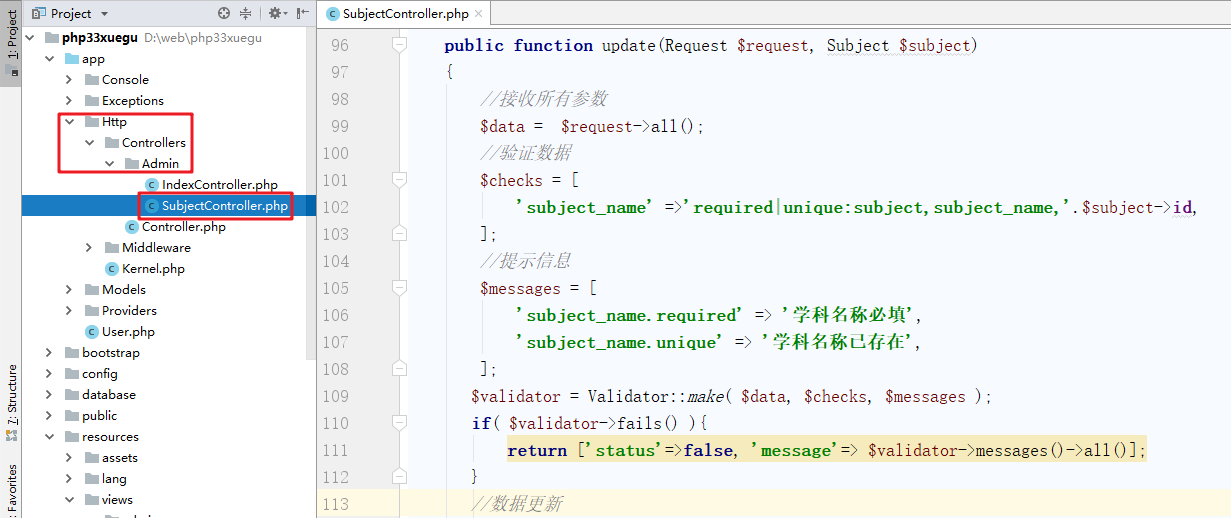 Project
SubjectController.php
1: Project
7: Structure
Favorites
php33xuegu D:\web\php33xuegu
app
Console
Exceptions
Http
Controllers
Admin
IndexController.php
SubjectController.php
Controller.php
Middleware
Kernel.php
Models
Providers
User.php
bootstrap
config
database
public
resources
assets
lang
views
96 public function update(Request $request, Subject $subject)
97 {
98 //接收所有参数
99 $data =  $request->all();
100 //验证数据
101 $checks = [
102 'subject_name' =>'required|unique:subject,subject_name,'.$subject->id,
103 ];
104 //提示信息
105 $messages = [
106 'subject_name.required' => '学科名称必填',
107 'subject_name.unique' => '学科名称已存在',
108 ];
109 $validator = Validator::make( $data, $checks, $messages );
110 if( $validator->fails() ){
111 return ['status'=>false, 'message'=> $validator->messages()->all()];
112 }
113 //数据更新